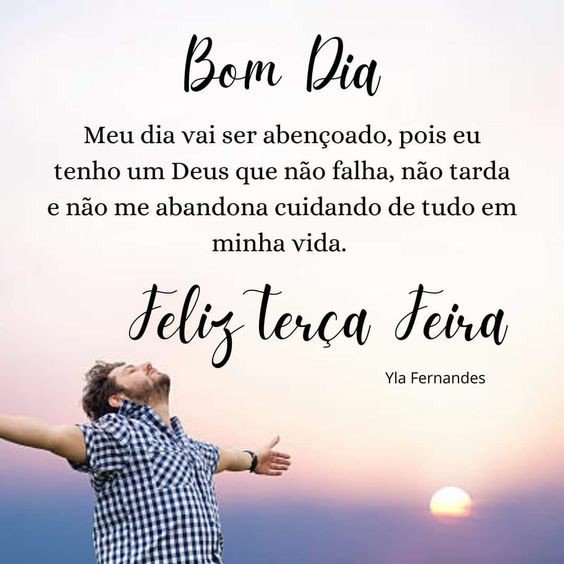 Bom Dia
Meu dia vai ser abençoado, pois eu
tenho um Deus que não falha, não tarda
e não me abandona cuidando de tudo em
minha vida.
Feliz terça Feira
Yla Fernandes